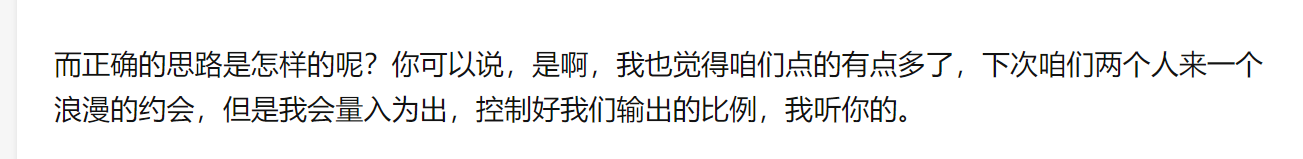 而正确的思路是怎样的呢？你可以说，是啊，我也觉得咱们点的有点多了，下次咱们两个人来一个
浪漫的约会，但是我会量入为出，控制好我们输出的比例，我听你的。